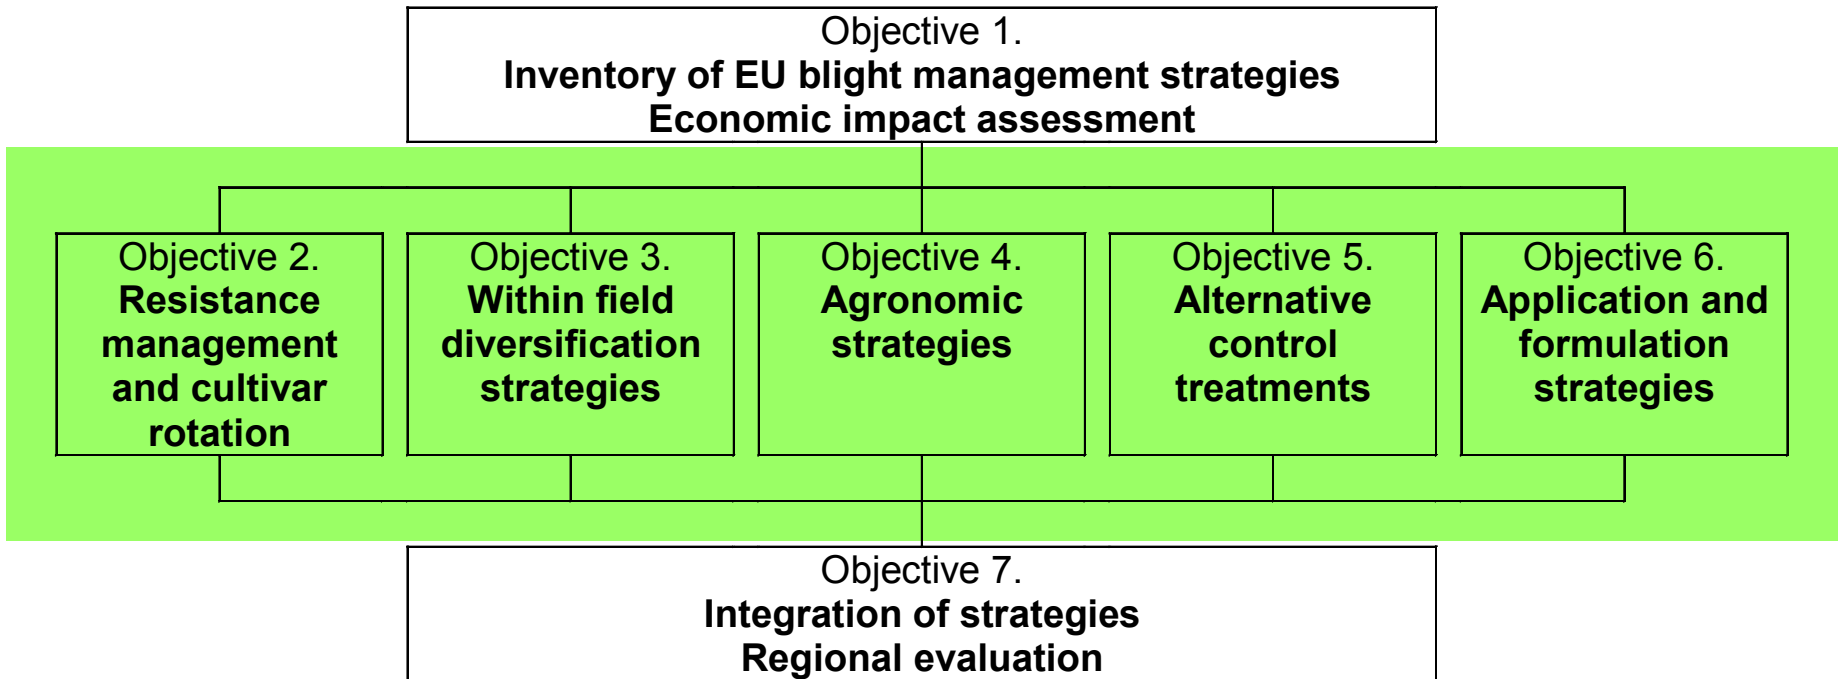 Objective 1.
Inventory of EU blight management strategies
Economic impact assessment
Objective 2.
Resistance
management
and cultivar
rotation
Objective 3.
Within field
diversification
strategies
Objective 4.
Agronomic
strategies
Objective 5.
Alternative
control
treatments
Objective 6.
Application and
formulation
strategies
Objective 7.
Integration of strategies
Regional evaluation